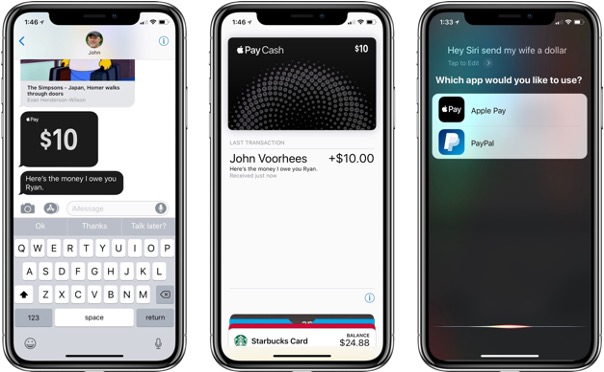 1:46
John
The Simpsons - Japan, Homer walks
through doors
Evan Henderson-Wilson
Pay
$10
Here's the money I owe you
Ryan.
iMessage
Ok Thanks Talk later?
Q W E R T Y U I O P
A S D F G H J K L
Z X C V B N M
123 space return
1:46
Pay Cash $10
LAST TRANSACTION
John Voorhees +$10.00
Here's the money I owe you Ryan.
Received just now
Starbucks Card
BALANCE
$24.88
1:33
Hey Siri send my wife a dollar
Tap to Edit
Which app would you like to use?
Pay Apple Pay
PayPal